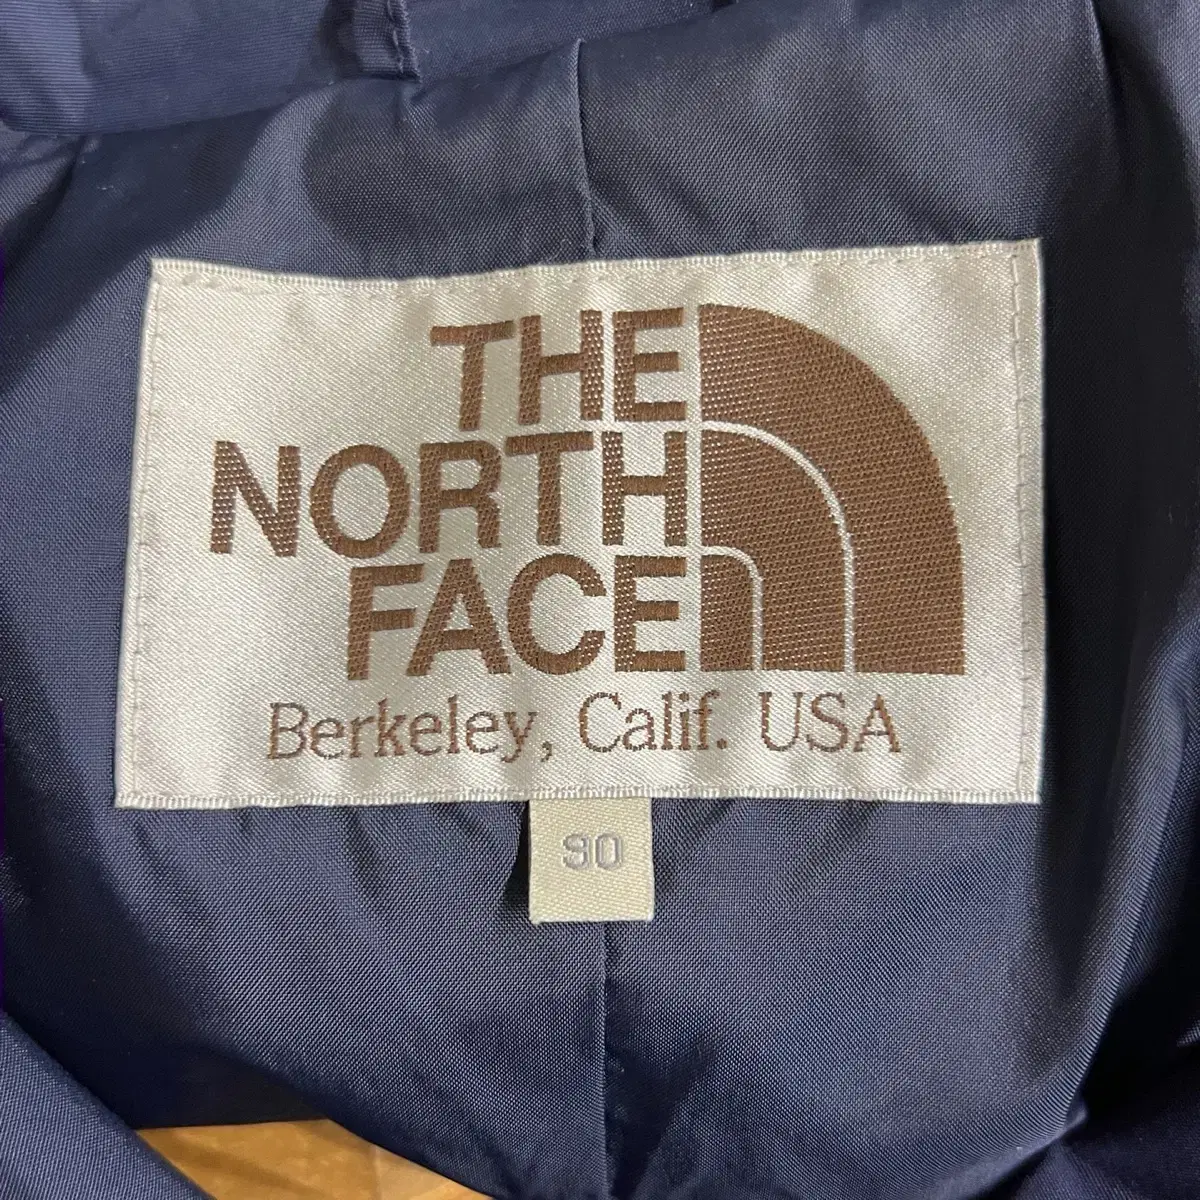 THE
NORTH
FACE
Berkeley, Calif. USA
90